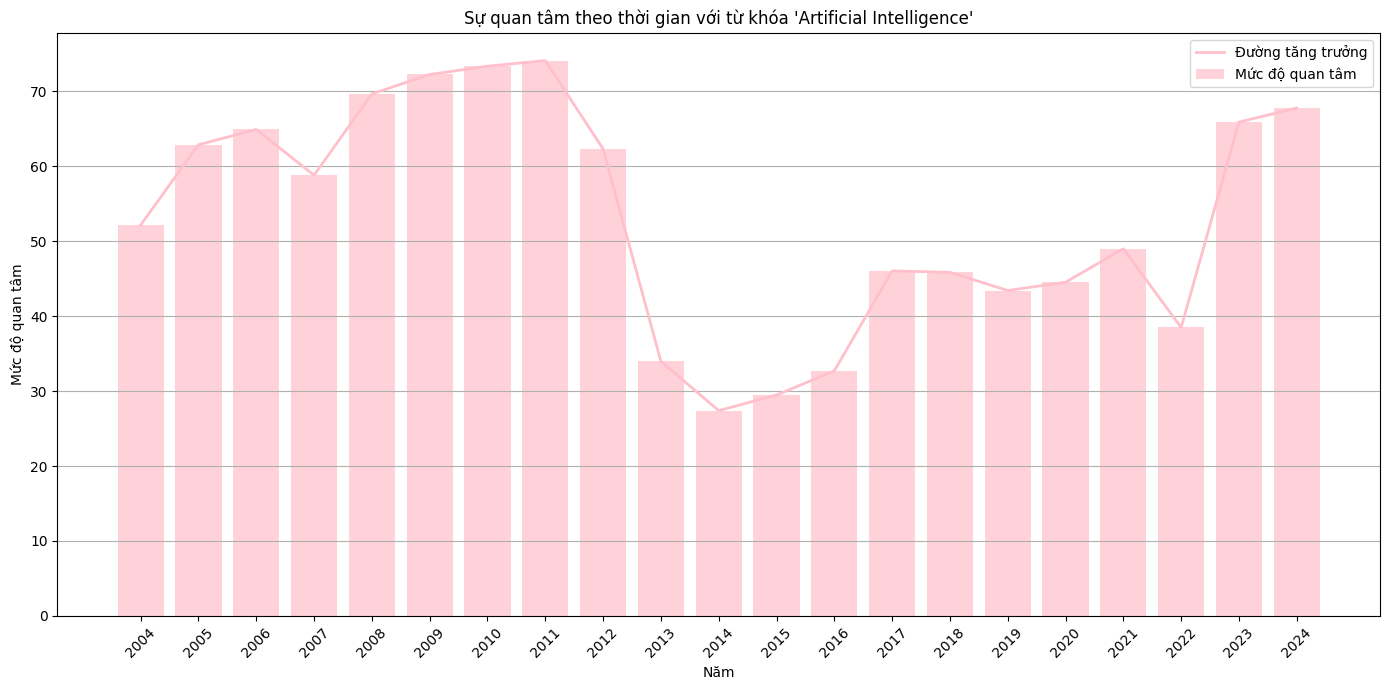 Sự quan tâm theo thời gian với từ khóa 'Artificial Intelligence'
Đường tăng trưởng
Mức độ quan tâm
Mức độ quan tâm
70
60
50
40
30
20
10
0
2004 2005 2006 2007 2008 2009 2010 2011 2012 2013 2014 2015 2016 2017 2018 2019 2020 2021 2022 2023 2024
Năm